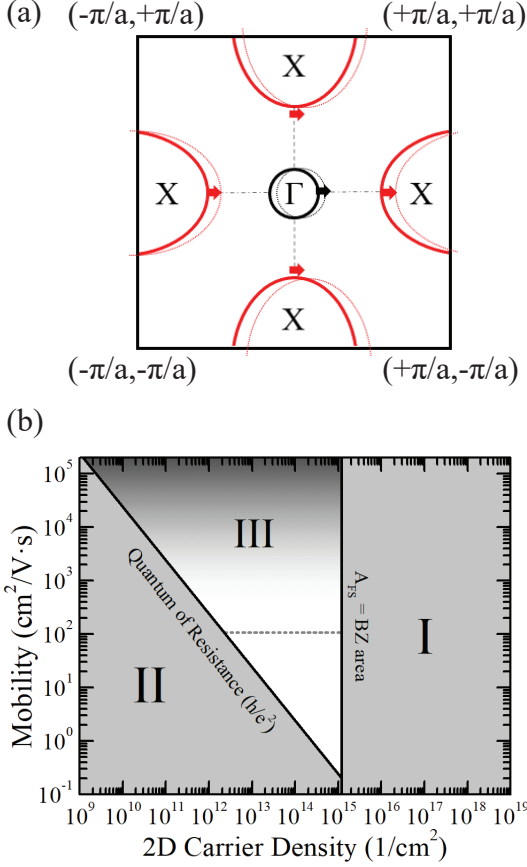 (a)
(-π/a,+π/a) (+π/a,+π/a)
X
X Γ X
X
(-π/a,-π/a) (+π/a,-π/a)
(b)
Mobility (cm²/V·s)
10⁵
10⁴
10³
10²
10¹
10⁰
10⁻¹
III
II
I
Quantum of Resistance (h/e²)
A_FS = BZ area
10⁹ 10¹⁰ 10¹¹ 10¹² 10¹³ 10¹⁴ 10¹⁵ 10¹⁶ 10¹⁷ 10¹⁸ 10¹⁹
2D Carrier Density (1/cm²)